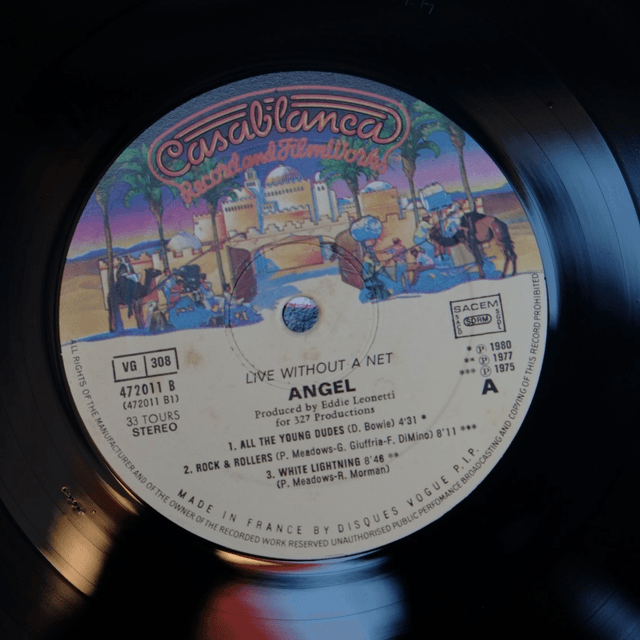 Casablanca
Record and FilmWorks
VG 308
472011 B
(472011 B1)
33 TOURS
STEREO
SACEM
* Ⓟ 1980
** Ⓟ 1977
*** Ⓟ 1975
A
LIVE WITHOUT A NET
ANGEL
Produced by Eddie Leonetti
for 327 Productions
1. ALL THE YOUNG DUDES (D. Bowie) 4'31 *
2. ROCK & ROLLERS (P. Meadows-G. Giuffria-F. DiMino) 8'11 ***
3. WHITE LIGHTNING 8'46 **
(P. Meadows-R. Morman)
MADE IN FRANCE BY DISQUES VOGUE P.I.P.
ALL RIGHTS OF THE MANUFACTURER AND OF THE OWNER OF THE RECORDED WORK RESERVED UNAUTHORISED PUBLIC PERFORMANCE BROADCASTING AND COPYING OF THIS RECORD PROHIBITED